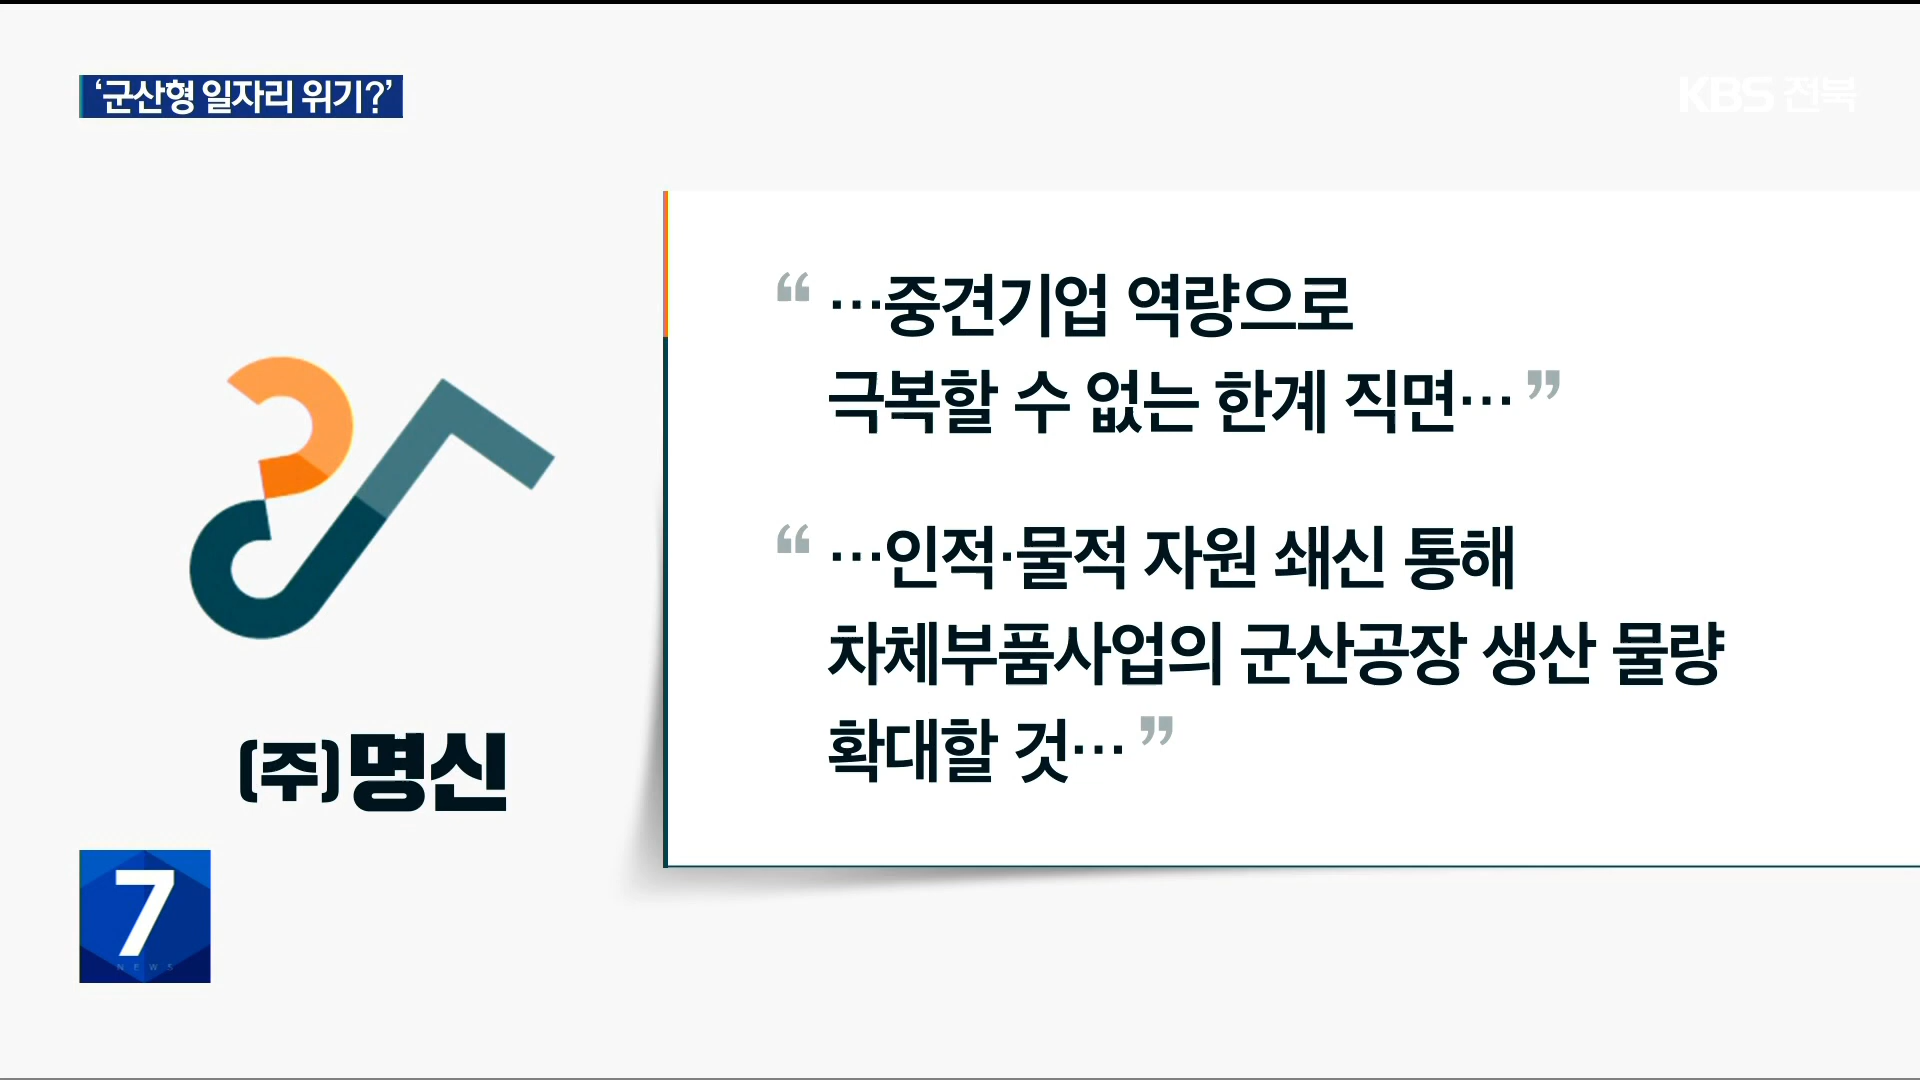 ‘군산형 일자리 위기?’
KBS 전북
“ …중견기업 역량으로
극복할 수 없는 한계 직면… ”
“ …인적·물적 자원 쇄신 통해
차체부품사업의 군산공장 생산 물량
확대할 것… ”
(주)명신
7
NEWS